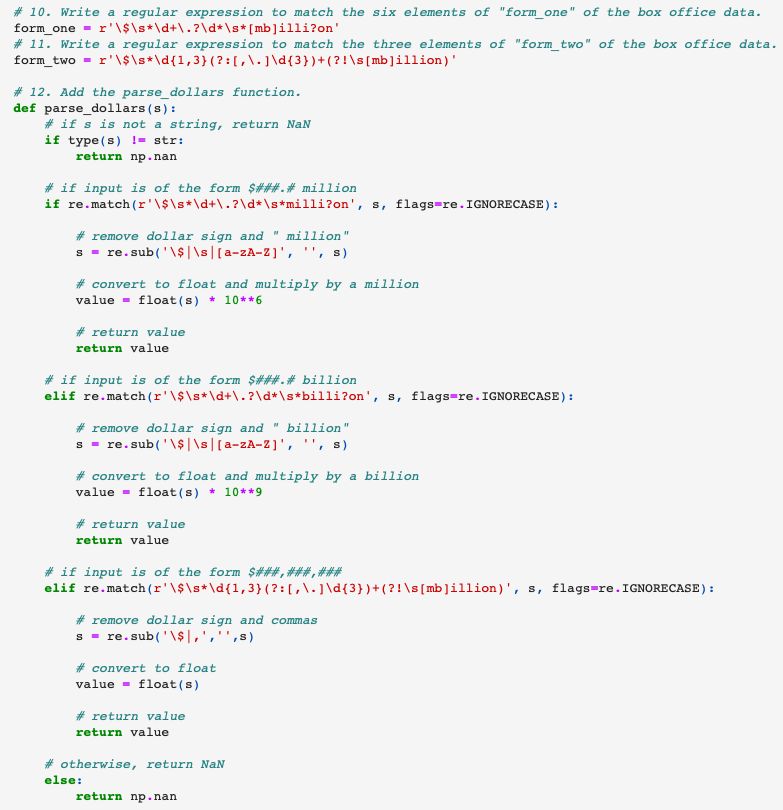 # 10. Write a regular expression to match the six elements of "form_one" of the box office data.
form_one = r'\$\s*\d+\.?\d*\s*[mb]illi?on'
# 11. Write a regular expression to match the three elements of "form_two" of the box office data.
form_two = r'\$\s*\d{1,3}(?:[,\.]\d{3})+(?!\s[mb]illion)'
# 12. Add the parse_dollars function.
def parse_dollars(s):
    # if s is not a string, return NaN
    if type(s) != str:
        return np.nan
    # if input is of the form $###.# million
    if re.match(r'\$\s*\d+\.?\d*\s*milli?on', s, flags=re.IGNORECASE):
        # remove dollar sign and " million"
        s = re.sub('\$|\s|[a-zA-Z]', '', s)
        # convert to float and multiply by a million
        value = float(s) * 10**6
        # return value
        return value
    # if input is of the form $###.# billion
    elif re.match(r'\$\s*\d+\.?\d*\s*billi?on', s, flags=re.IGNORECASE):
        # remove dollar sign and " billion"
        s = re.sub('\$|\s|[a-zA-Z]', '', s)
        # convert to float and multiply by a billion
        value = float(s) * 10**9
        # return value
        return value
    # if input is of the form $###,###,###
    elif re.match(r'\$\s*\d{1,3}(?:[,\.]\d{3})+(?!\s[mb]illion)', s, flags=re.IGNORECASE):
        # remove dollar sign and commas
        s = re.sub('\$|,','',s)
        # convert to float
        value = float(s)
        # return value
        return value
    # otherwise, return NaN
    else:
        return np.nan